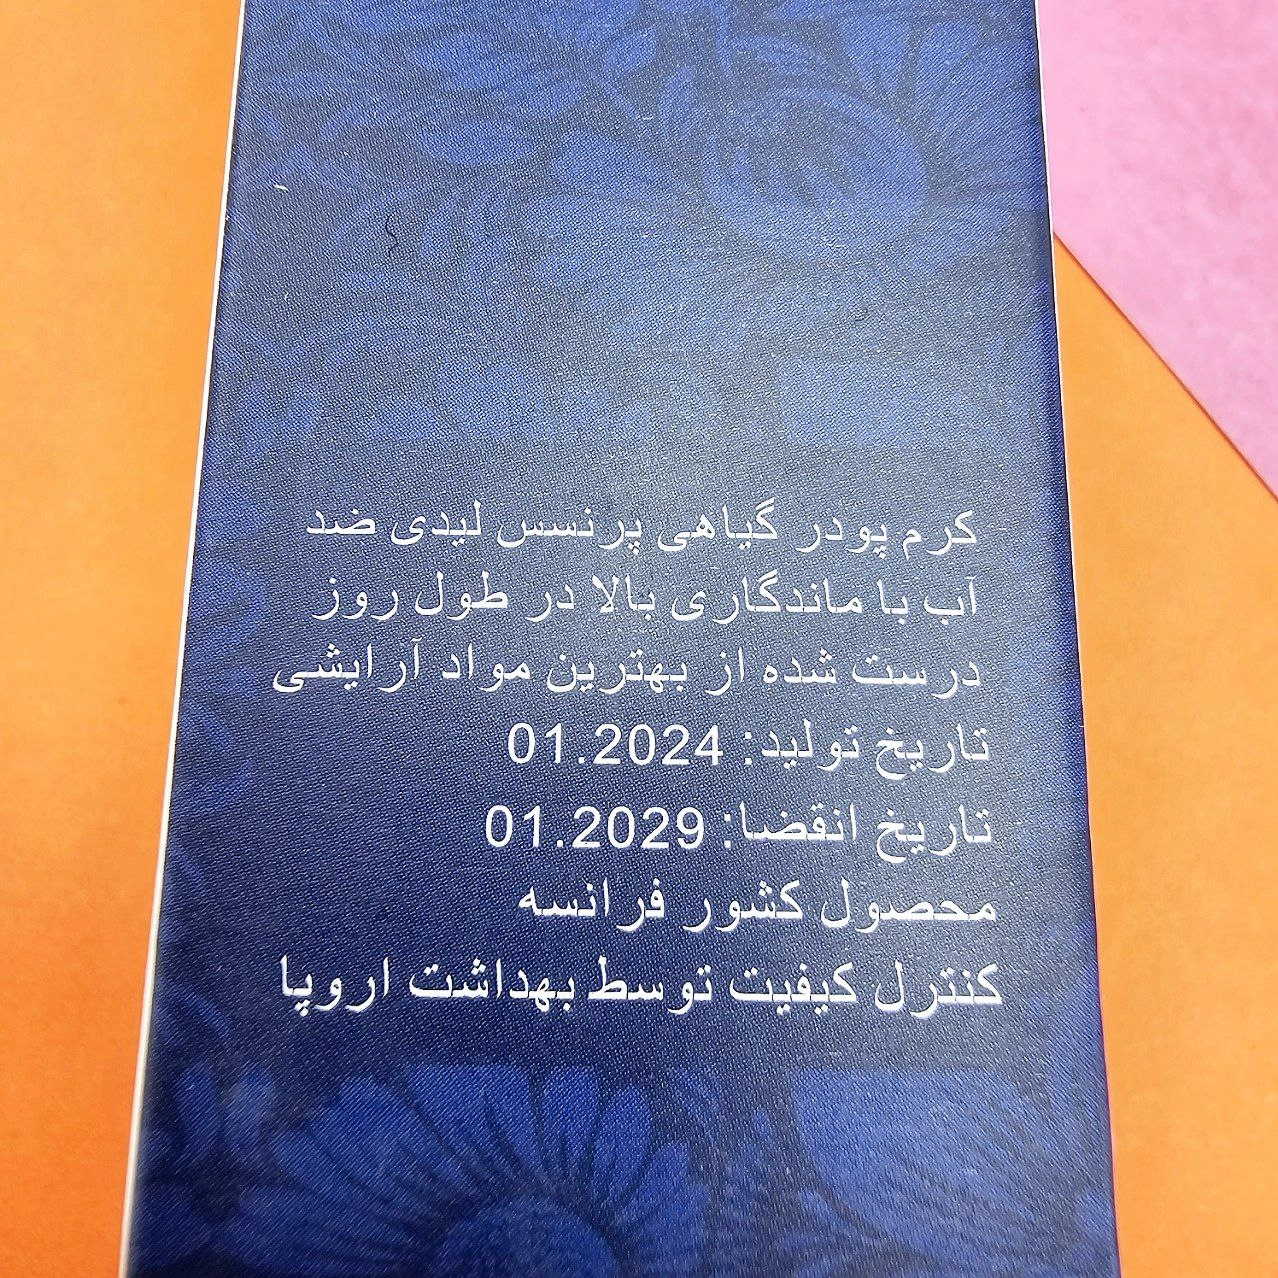 کرم پودر گیاهی پرنسس لیدی ضد
آب با ماندگاری بالا در طول روز
درست شده از بهترین مواد آرایشی
تاریخ تولید: 01.2024
تاریخ انقضا: 01.2029
محصول کشور فرانسه
کنترل کیفیت توسط بهداشت اروپا